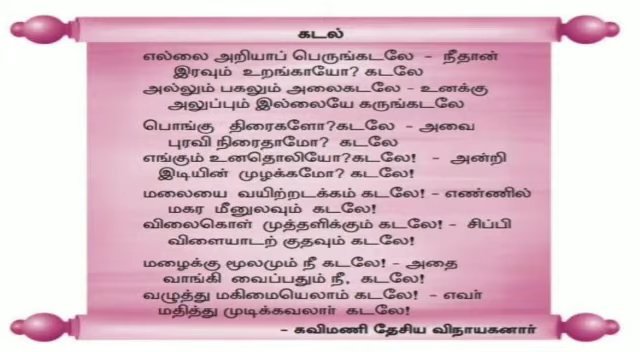 கடல்
எல்லை அறியாப் பெருங்கடலே - நீதான்
இரவும் உறங்காயோ? கடலே
அல்லும் பகலும் அலைகடலே - உனக்கு
அலுப்பும் இல்லையே கருங்கடலே
பொங்கு திரைகளோ?கடலே - அவை
புரவி நிரைதாமோ? கடலே
எங்கும் உனதொலியோ?கடலே! - அன்றி
இடியின் முழக்கமோ? கடலே!
மலையை வயிற்றடக்கம் கடலே! - எண்ணில்
மகர மீனுலவும் கடலே!
விலைகொள் முத்தளிக்கும் கடலே! - சிப்பி
விளையாடற் குதவும் கடலே!
மழைக்கு மூலமும் நீ கடலே! - அதை
வாங்கி வைப்பதும் நீ, கடலே!
வழுத்து மகிமையெலாம் கடலே! - எவர்
மதித்து முடிக்கவலார் கடலே!
- கவிமணி தேசிய விநாயகனார்